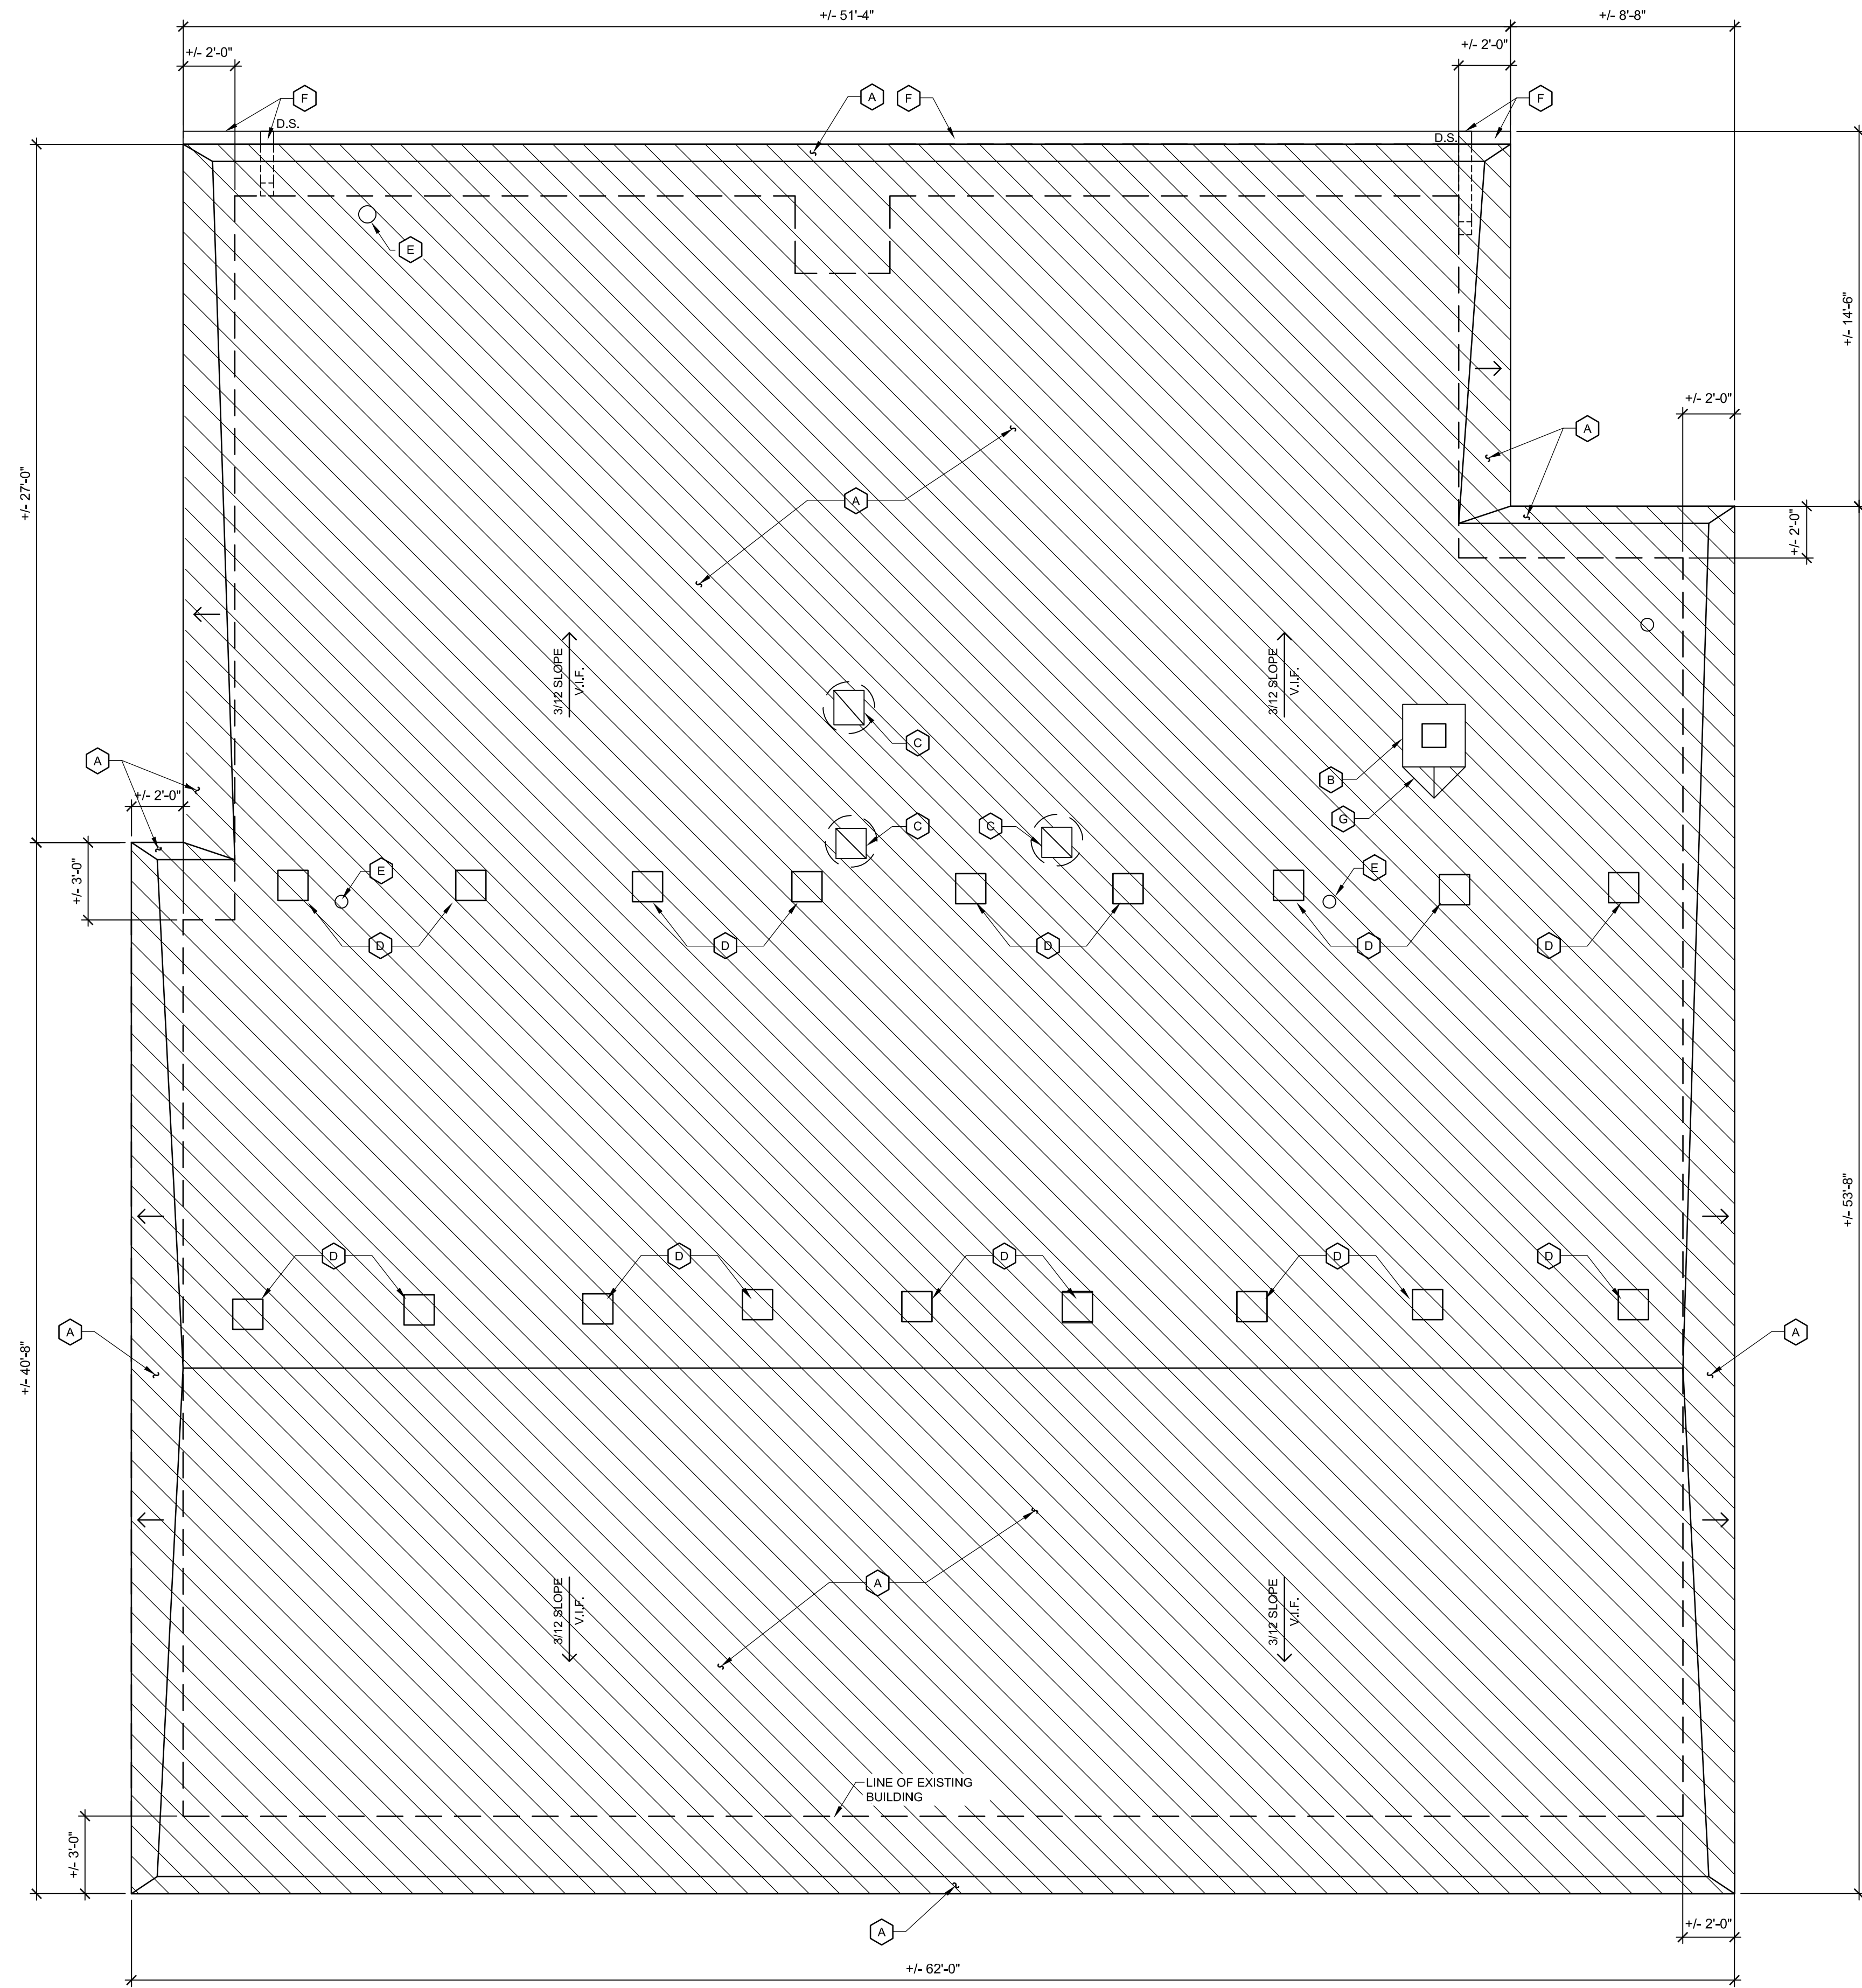 +/- 51'-4"
+/- 8'-8"
+/- 2'-0"
+/- 2'-0"
F
A
F
F
D.S.
D.S.
E
+/- 14'-6"
+/- 2'-0"
A
+/- 27'-0"
A
+/- 2'-0"
3/12 SLOPE
V.I.F.
3/12 SLOPE
V.I.F.
C
A
B
+/- 2'-0"
G
C
C
+/- 3'-0"
E
E
D
D
D
D
D
+/- 53'-8"
D
D
D
D
D
A
A
+/- 40'-8"
A
3/12 SLOPE
V.I.F.
3/12 SLOPE
V.I.F.
LINE OF EXISTING
BUILDING
+/- 3'-0"
A
+/- 2'-0"
+/- 62'-0"